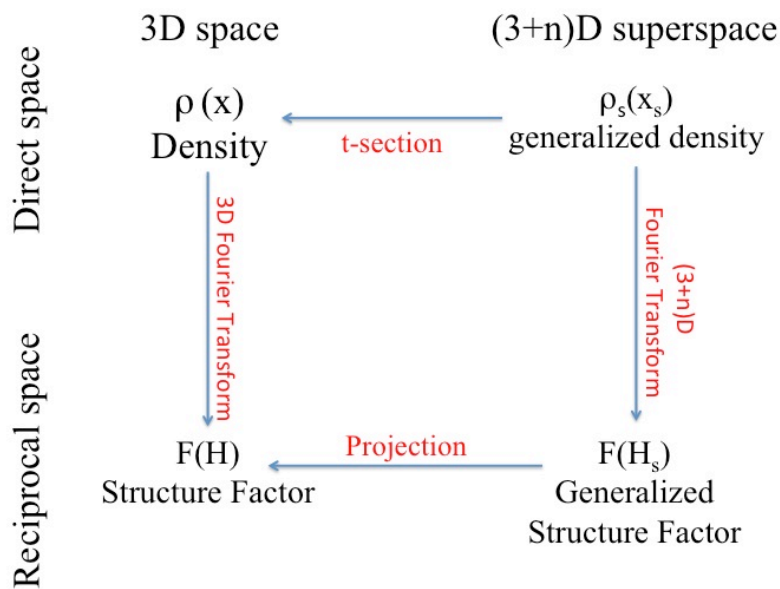 3D space
(3+n)D superspace
Direct space
ρ (x)
Density
t-section
ρₛ(xₛ)
generalized density
3D Fourier Transform
(3+n)D
Fourier Transform
Reciprocal space
F(H)
Structure Factor
Projection
F(Hₛ)
Generalized
Structure Factor